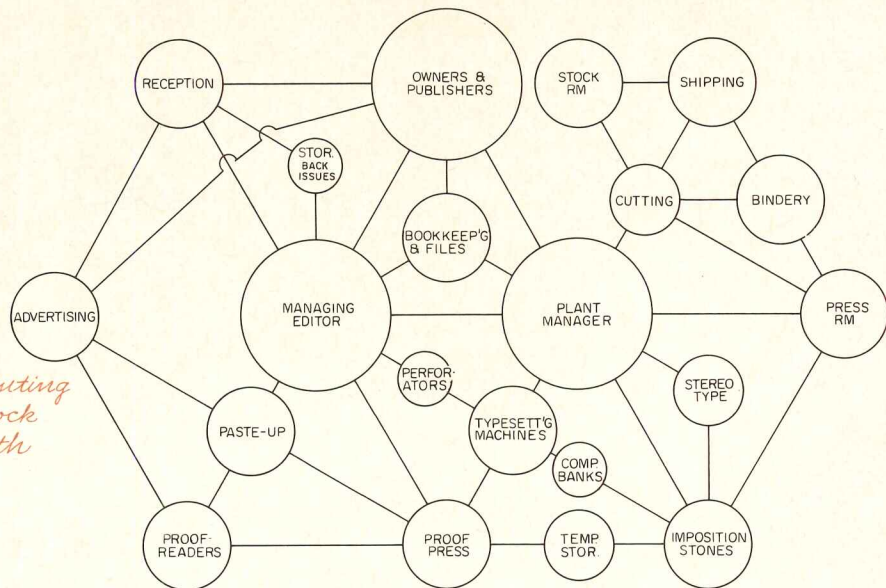 RECEPTION
OWNERS &
PUBLISHERS
STOCK
RM
SHIPPING
STOR.
BACK
ISSUES
CUTTING
BINDERY
BOOKKEEP'G
& FILES
ADVERTISING
MANAGING
EDITOR
PLANT
MANAGER
PRESS
RM
PERFOR-
ATORS
STEREO
TYPE
PASTE-UP
TYPESETT'G
MACHINES
COMP.
BANKS
PROOF-
READERS
PROOF
PRESS
TEMP.
STOR.
IMPOSITION
STONES